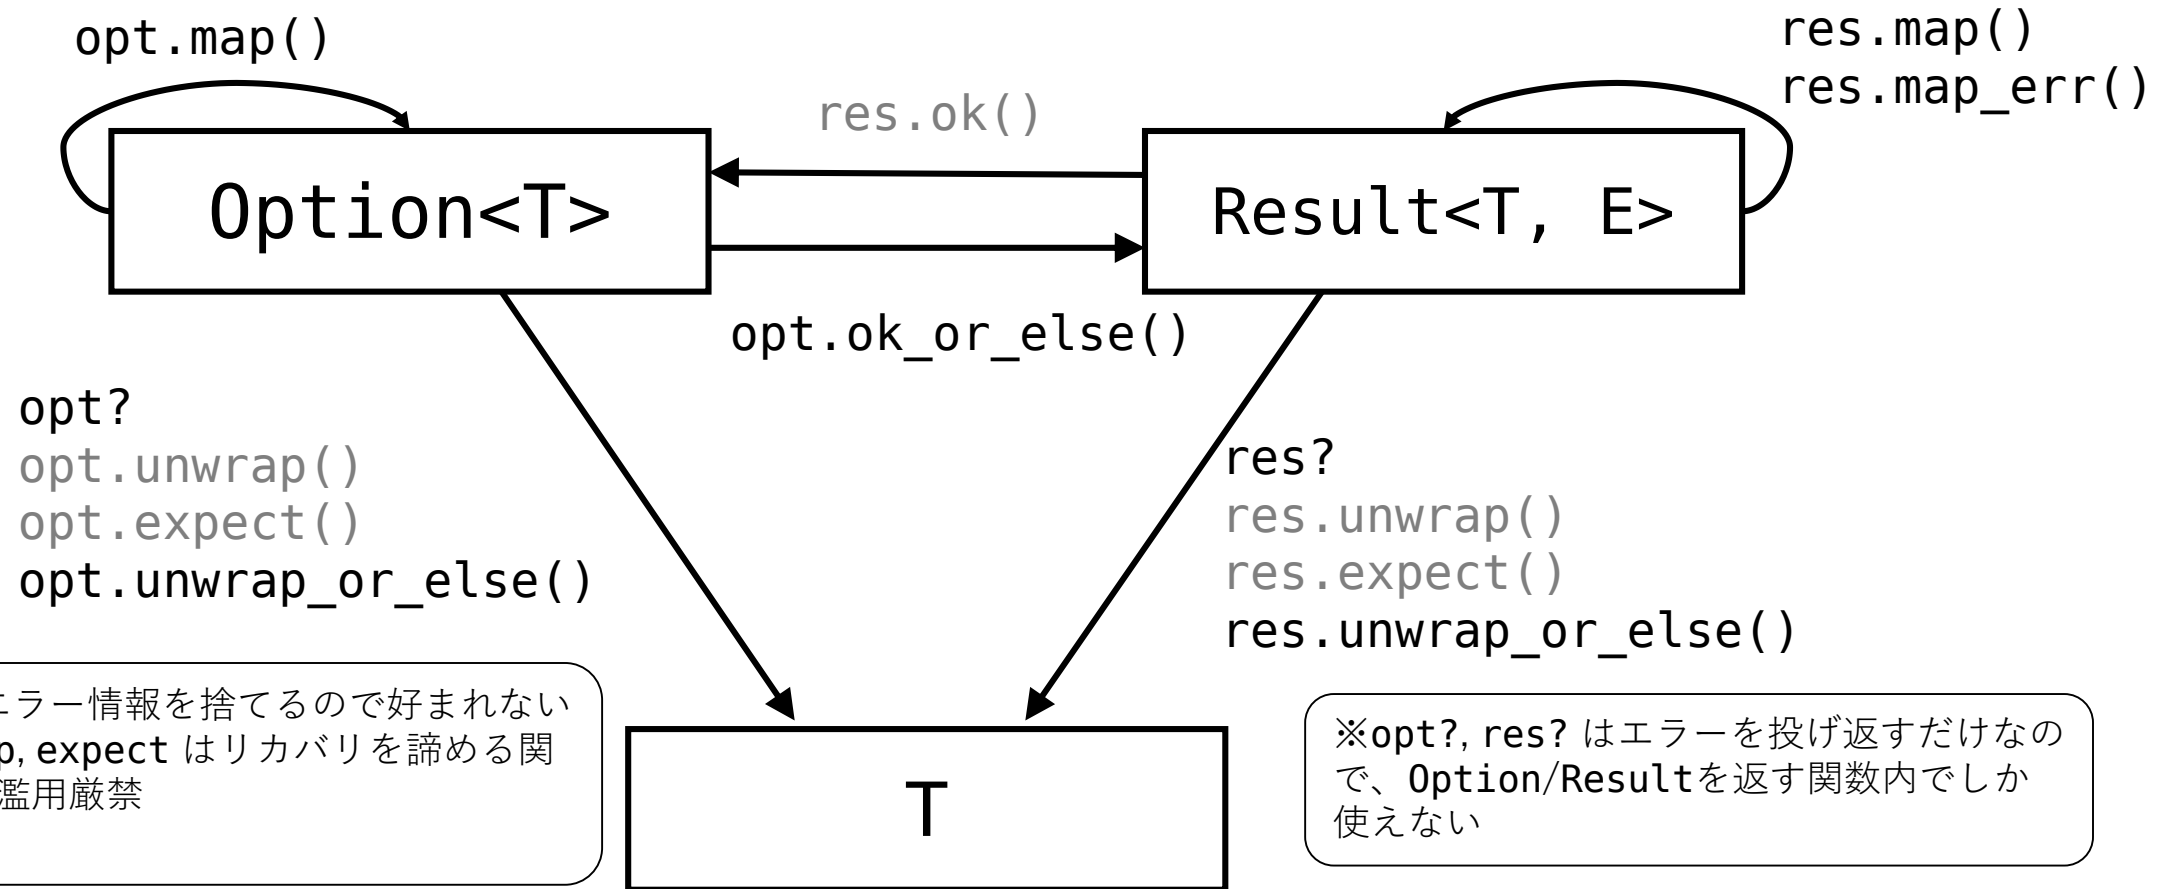 opt.map()
res.map()
res.map_err()
res.ok()
Option<T>
Result<T, E>
opt.ok_or_else()
opt?
opt.unwrap()
opt.expect()
opt.unwrap_or_else()
res?
res.unwrap()
res.expect()
res.unwrap_or_else()
ラー情報を捨てるので好まれない
, expect はリカバリを諦める関
濫用厳禁
T
※opt?, res? はエラーを投げ返すだけなの
で、Option/Resultを返す関数内でしか
使えない